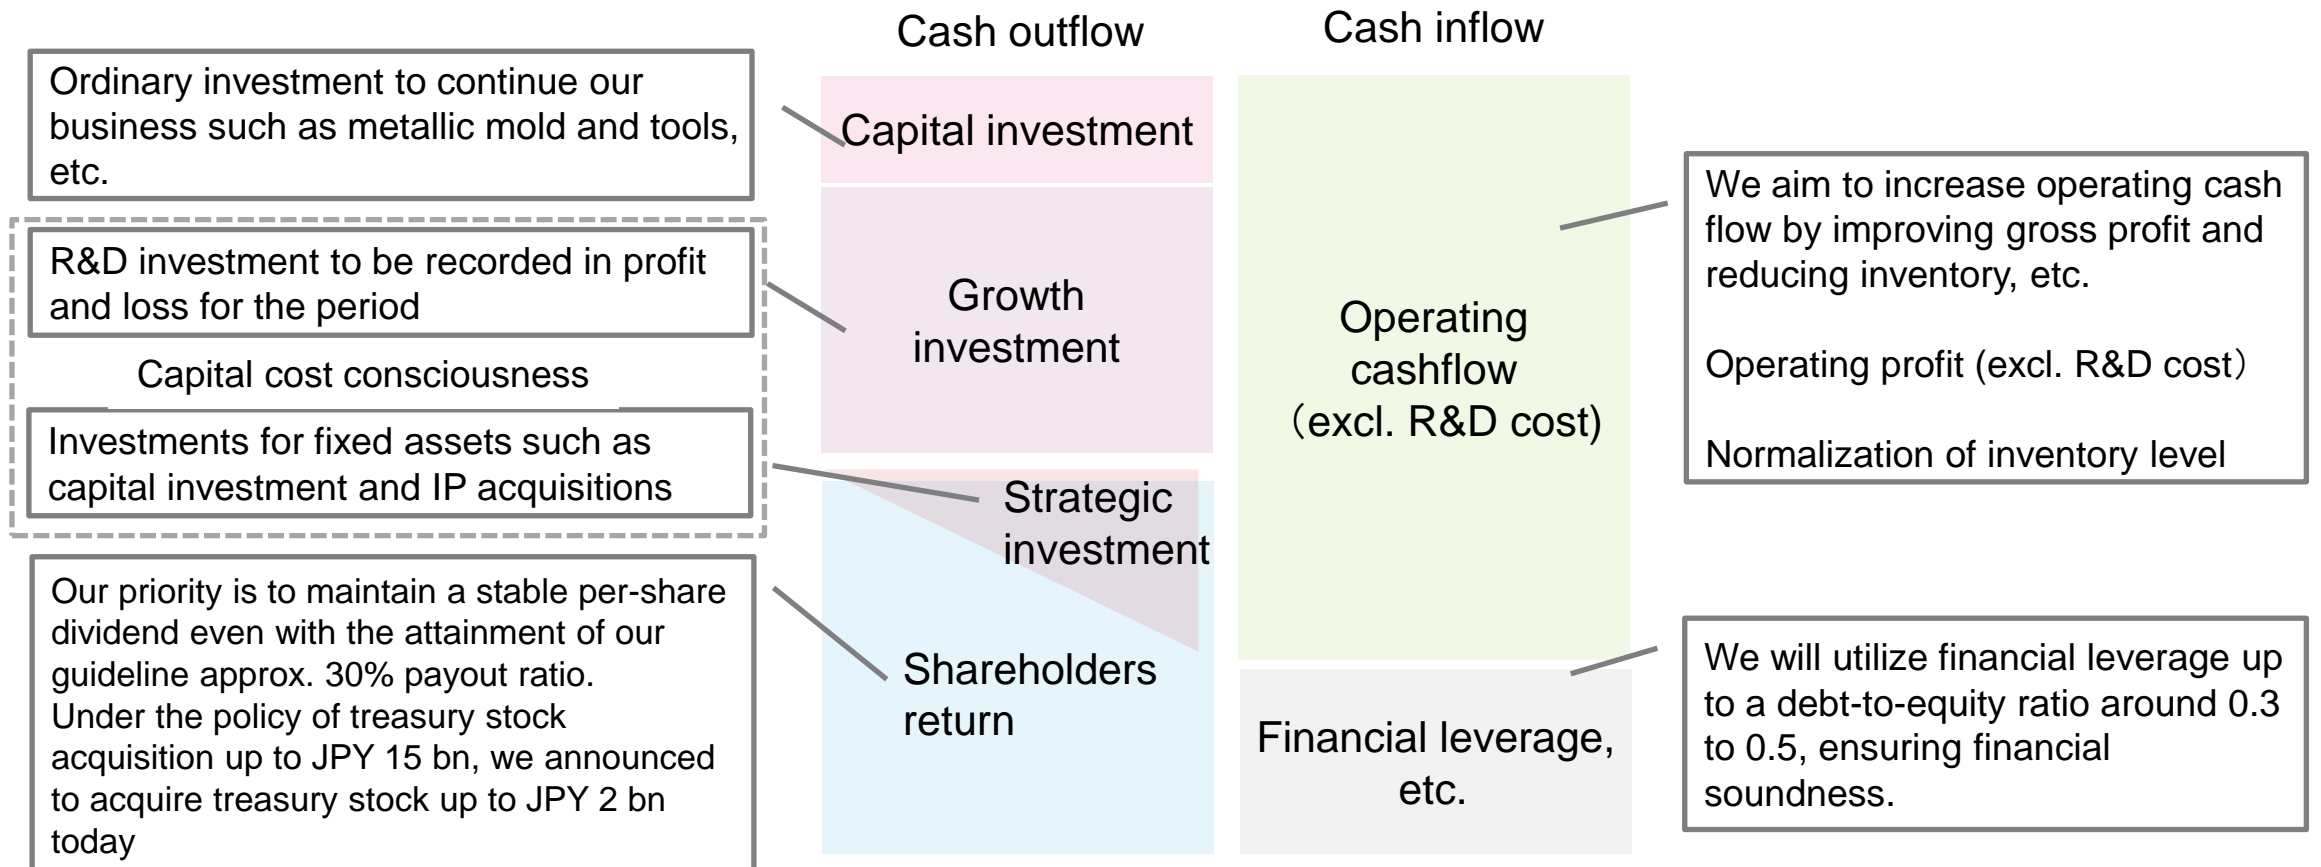 Cash outflow
Cash inflow
Ordinary investment to continue our
business such as metallic mold and tools,
etc.
R&D investment to be recorded in profit
and loss for the period
Capital cost consciousness
Investments for fixed assets such as
capital investment and IP acquisitions
Our priority is to maintain a stable per-share
dividend even with the attainment of our
guideline approx. 30% payout ratio.
Under the policy of treasury stock
acquisition up to JPY 15 bn, we announced
to acquire treasury stock up to JPY 2 bn
today
Capital investment
Growth
investment
Strategic
investment
Shareholders
return
Operating
cashflow
（excl. R&D cost)
Financial leverage,
etc.
We aim to increase operating cash
flow by improving gross profit and
reducing inventory, etc.
Operating profit (excl. R&D cost）
Normalization of inventory level
We will utilize financial leverage up
to a debt-to-equity ratio around 0.3
to 0.5, ensuring financial
soundness.